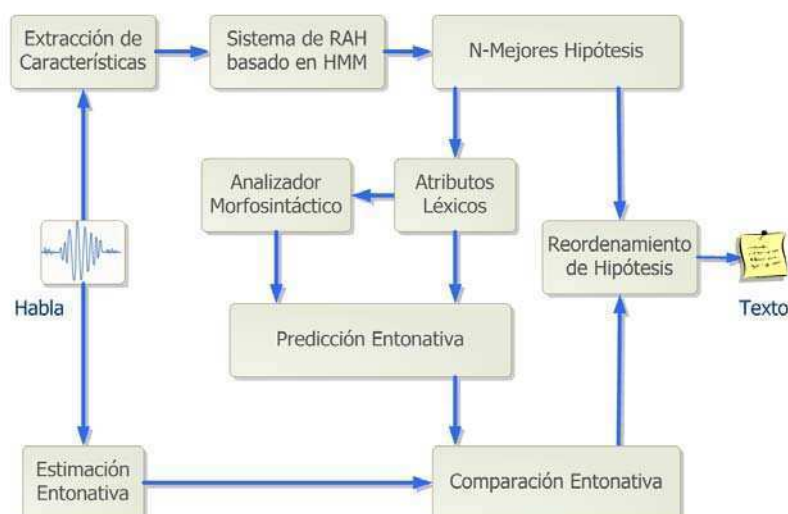 Extracción de
Características
Sistema de RAH
basado en HMM
N-Mejores Hipótesis
Analizador
Morfosintáctico
Atributos
Léxicos
Reordenamiento
de Hipótesis
Habla
Texto
Predicción Entonativa
Estimación
Entonativa
Comparación Entonativa